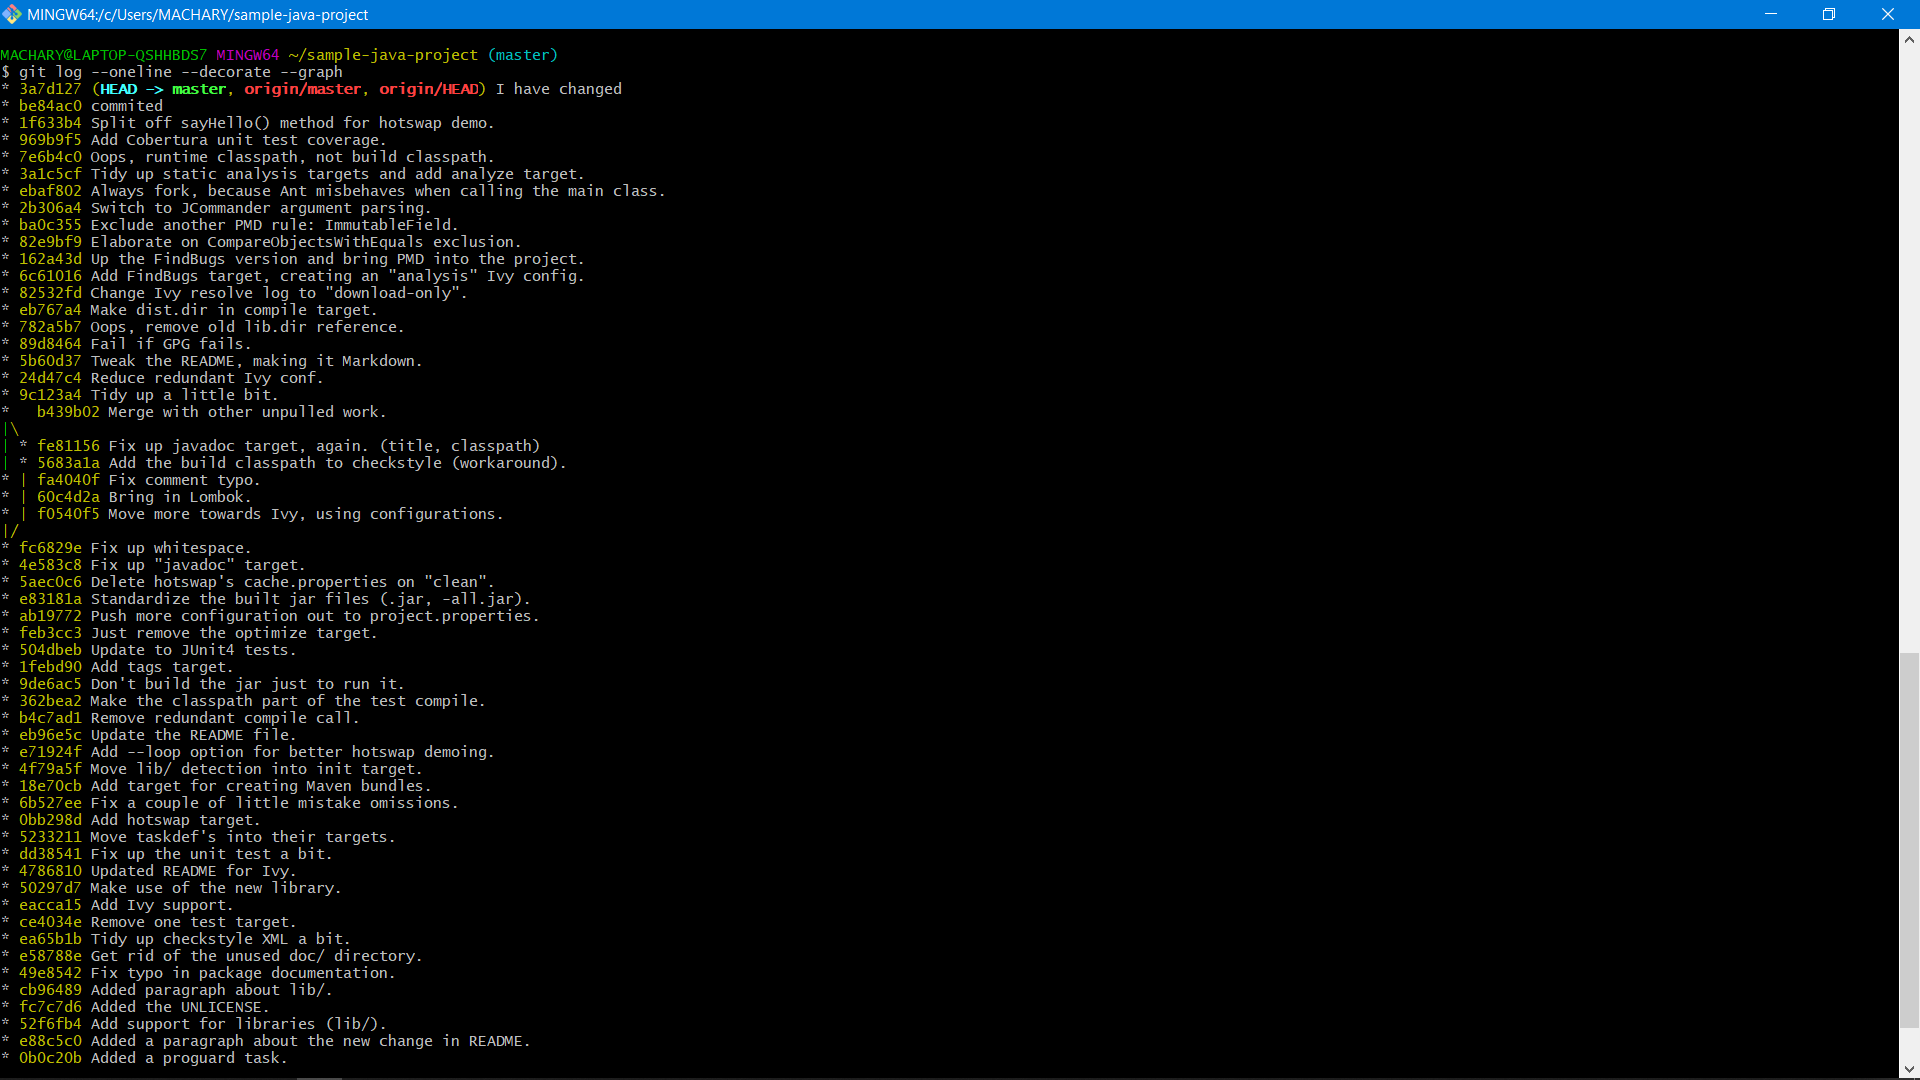 MINGW64:/c/Users/MACHARY/sample-java-project
MACHARY@LAPTOP-QSHHBDS7 MINGW64 ~/sample-java-project (master)
$ git log --oneline --decorate --graph
* 3a7d127 (HEAD -> master, origin/master, origin/HEAD) I have changed
* be84ac0 commited
* 1f633b4 Split off sayHello() method for hotswap demo.
* 969b9f5 Add Cobertura unit test coverage.
* 7e6b4c0 Oops, runtime classpath, not build classpath.
* 3a1c5cf Tidy up static analysis targets and add analyze target.
* ebaf802 Always fork, because Ant misbehaves when calling the main class.
* 2b306a4 Switch to JCommander argument parsing.
* ba0c355 Exclude another PMD rule: ImmutableField.
* 82e9bf9 Elaborate on CompareObjectsWithEquals exclusion.
* 162a43d Up the FindBugs version and bring PMD into the project.
* 6c61016 Add FindBugs target, creating an "analysis" Ivy config.
* 82532fd Change Ivy resolve log to "download-only".
* eb767a4 Make dist.dir in compile target.
* 782a5b7 Oops, remove old lib.dir reference.
* 89d8464 Fail if GPG fails.
* 5b60d37 Tweak the README, making it Markdown.
* 24d47c4 Reduce redundant Ivy conf.
* 9c123a4 Tidy up a little bit.
*   b439b02 Merge with other unpulled work.
|\
| * fe81156 Fix up javadoc target, again. (title, classpath)
| * 5683a1a Add the build classpath to checkstyle (workaround).
* | fa4040f Fix comment typo.
* | 60c4d2a Bring in Lombok.
* | f0540f5 Move more towards Ivy, using configurations.
|/
* fc6829e Fix up whitespace.
* 4e583c8 Fix up "javadoc" target.
* 5aec0c6 Delete hotswap's cache.properties on "clean".
* e83181a Standardize the built jar files (.jar, -all.jar).
* ab19772 Push more configuration out to project.properties.
* feb3cc3 Just remove the optimize target.
* 504dbeb Update to JUnit4 tests.
* 1febd90 Add tags target.
* 9de6ac5 Don't build the jar just to run it.
* 362bea2 Make the classpath part of the test compile.
* b4c7ad1 Remove redundant compile call.
* eb96e5c Update the README file.
* e71924f Add --loop option for better hotswap demoing.
* 4f79a5f Move lib/ detection into init target.
* 18e70cb Add target for creating Maven bundles.
* 6b527ee Fix a couple of little mistake omissions.
* 0bb298d Add hotswap target.
* 5233211 Move taskdef's into their targets.
* dd38541 Fix up the unit test a bit.
* 4786810 Updated README for Ivy.
* 50297d7 Make use of the new library.
* eacca15 Add Ivy support.
* ce4034e Remove one test target.
* ea65b1b Tidy up checkstyle XML a bit.
* e58788e Get rid of the unused doc/ directory.
* 49e8542 Fix typo in package documentation.
* cb96489 Added paragraph about lib/.
* fc7c7d6 Added the UNLICENSE.
* 52f6fb4 Add support for libraries (lib/).
* e88c5c0 Added a paragraph about the new change in README.
* 0b0c20b Added a proguard task.